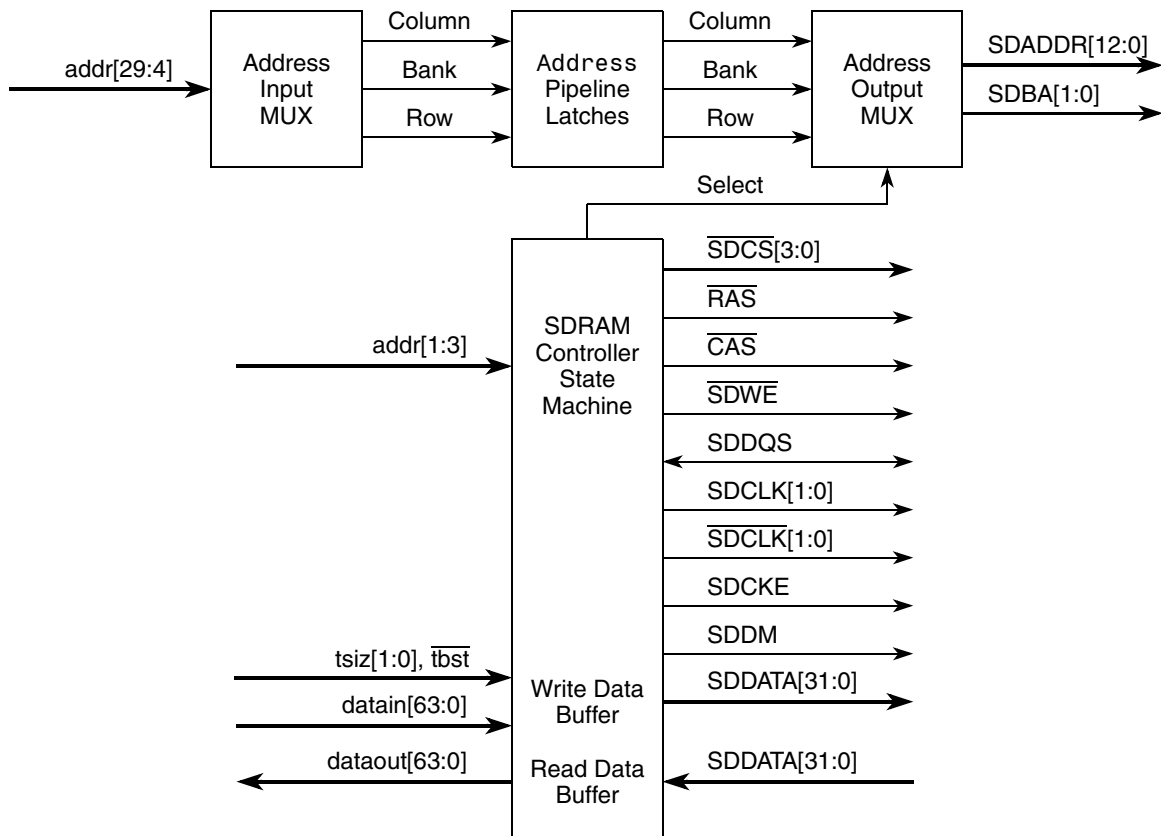 addr[29:4]
Address
Input
MUX
Column
Bank
Row
Address
Pipeline
Latches
Column
Bank
Row
Address
Output
MUX
SDADDR[12:0]
SDBA[1:0]
Select
addr[1:3]
SDRAM
Controller
State
Machine
SDCS[3:0]
RAS
CAS
SDWE
SDDQS
SDCLK[1:0]
SDCLK[1:0]
SDCKE
SDDM
tsiz[1:0], tbst
datain[63:0]
Write Data
Buffer
SDDATA[31:0]
dataout[63:0]
Read Data
Buffer
SDDATA[31:0]